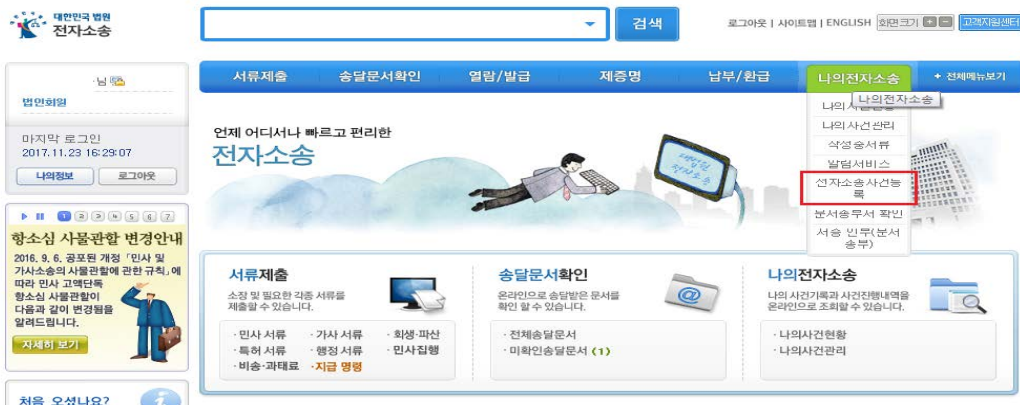 대한민국 법원
전자소송
검색
로그아웃 | 사이트맵 | ENGLISH 화면크기 + - 고객지원센터
님
법인회원
마지막 로그인
2017.11.23 16:29:07
나의정보 로그아웃
서류제출 송달문서확인 열람/발급 제증명 납부/환급 나의전자소송 + 전체메뉴보기
나의전자소송
나의사건관리
작성중서류
알림서비스
전자소송사건등
록
문서송부서 확인
(문서
송부)
언제 어디서나 빠르고 편리한
전자소송
1 2 3 4 5 6 7
항소심 사물관할 변경안내
2016. 9. 6. 공포된 개정 「민사 및
가사소송의 사물관할에 관한 규칙」에
따라 민사 고액단독
항소심 사물관할이
다음과 같이 변경됨을
알려드립니다.
자세히 보기
처음 오셨나요?
서류제출
소장 및 필요한 각종 서류를
제출할 수 있습니다.
·민사 서류 ·가사 서류 ·회생·파산
·특허 서류 ·행정 서류 ·민사집행
·비송·과태료 ·지급 명령
송달문서확인
온라인으로 송달받은 문서를
확인 할 수 있습니다.
·전체송달문서
·미확인송달문서 (1)
나의전자소송
나의 사건기록과 사건진행내역을
온라인으로 조회할 수 있습니다.
·나의사건현황
·나의사건관리